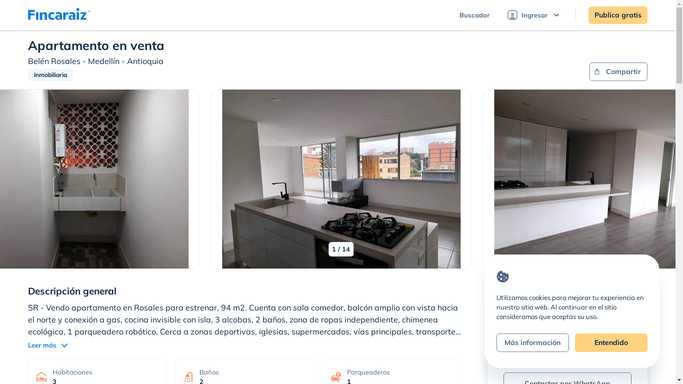 Fincaraiz
Buscador
Ingresar
Publica gratis
Apartamento en venta
Belén Rosales - Medellín - Antioquia
Inmobiliaria
Compartir
1 / 14
Descripción general
SR - Vendo apartamento en Rosales para estrenar, 94 m2. Cuenta con sala comedor, balcón amplio con vista hacia
el norte y conexión a gas, cocina invisible con isla, 3 alcobas, 2 baños, zona de ropas independiente, chimenea
ecológica, 1 parqueadero robótico. Cerca a zonas deportivas, iglesias, supermercados, vías principales, transporte...
Leer más
Habitaciones
3
Baños
2
Parqueaderos
1
Utilizamos cookies para mejorar tu experiencia en
nuestro sitio web. Al continuar en el sitio
consideramos que aceptas su uso.
Más información
Entendido
Contactar por WhatsApp